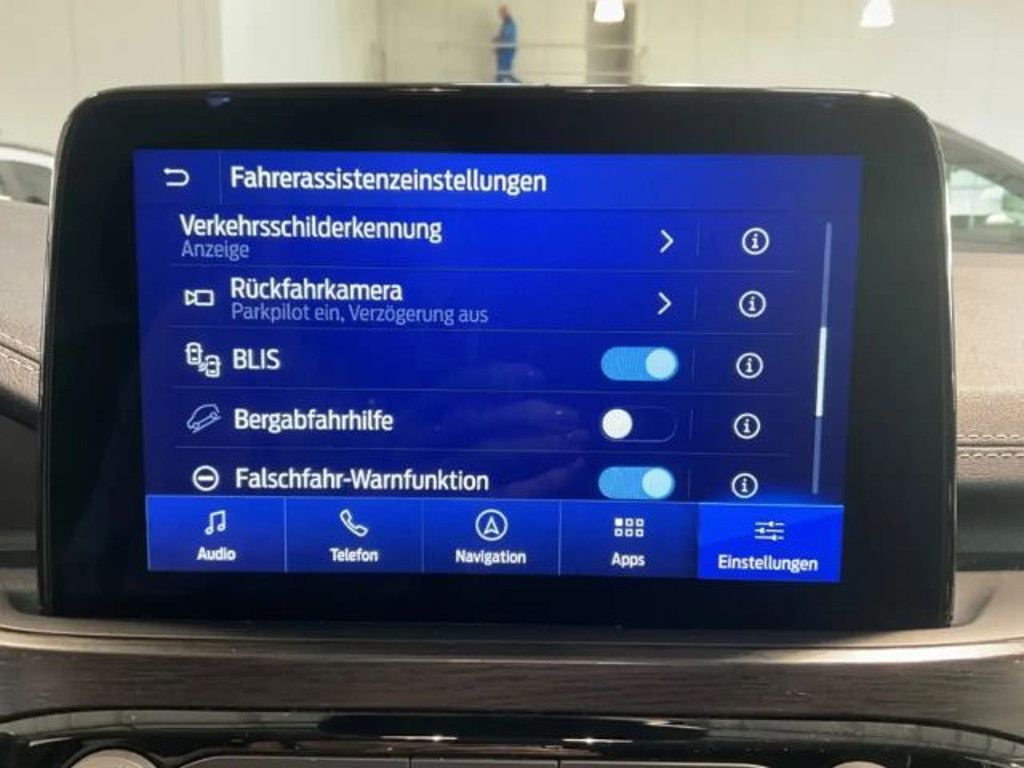 Fahrerassistenzeinstellungen
Verkehrsschilderkennung
Anzeige
Rückfahrkamera
Parkpilot ein, Verzögerung aus
BLIS
Bergabfahrhilfe
Falschfahr-Warnfunktion
Audio
Telefon
Navigation
Apps
Einstellungen